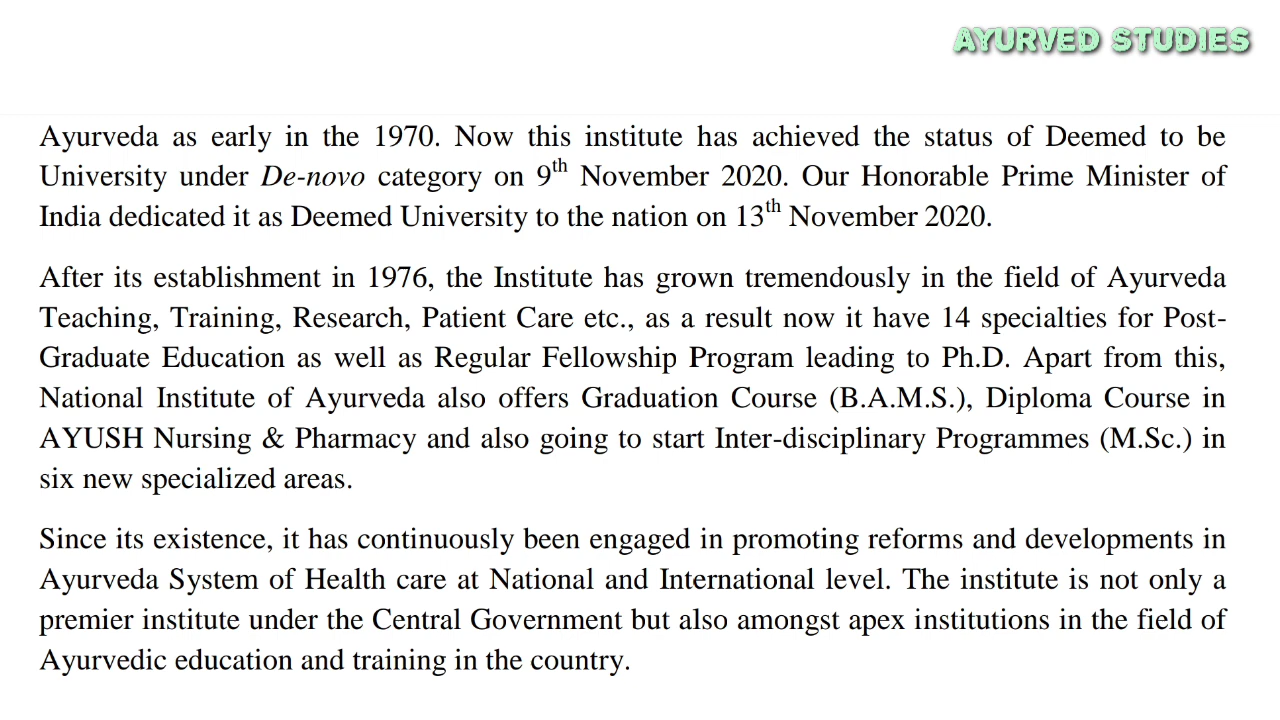 AYURVED STUDIES
Ayurveda as early in the 1970. Now this institute has achieved the status of Deemed to be
University under De-novo category on 9th November 2020. Our Honorable Prime Minister of
India dedicated it as Deemed University to the nation on 13th November 2020.
After its establishment in 1976, the Institute has grown tremendously in the field of Ayurveda
Teaching, Training, Research, Patient Care etc., as a result now it have 14 specialties for Post-
Graduate Education as well as Regular Fellowship Program leading to Ph.D. Apart from this,
National Institute of Ayurveda also offers Graduation Course (B.A.M.S.), Diploma Course in
AYUSH Nursing & Pharmacy and also going to start Inter-disciplinary Programmes (M.Sc.) in
six new specialized areas.
Since its existence, it has continuously been engaged in promoting reforms and developments in
Ayurveda System of Health care at National and International level. The institute is not only a
premier institute under the Central Government but also amongst apex institutions in the field of
Ayurvedic education and training in the country.